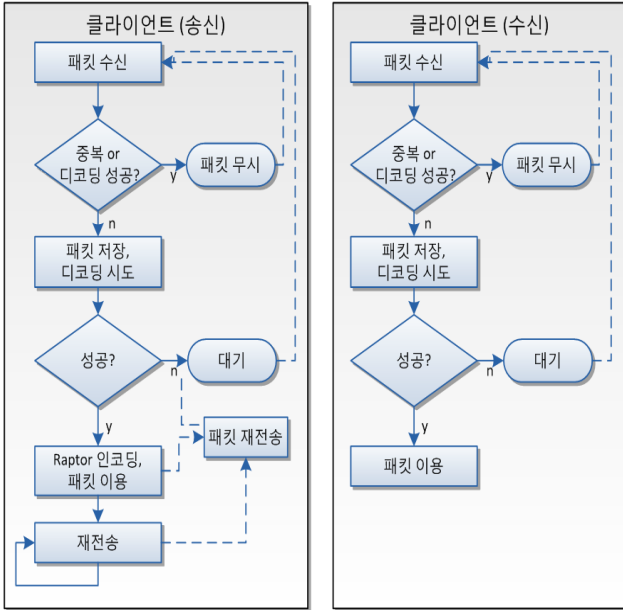 클라이언트 (송신)
패킷 수신
중복 or
디코딩 성공?
y
패킷 무시
n
패킷 저장,
디코딩 시도
성공?
n
대기
y
패킷 재전송
Raptor 인코딩,
패킷 이용
재전송
클라이언트 (수신)
패킷 수신
중복 or
디코딩 성공?
y
패킷 무시
n
패킷 저장,
디코딩 시도
성공?
n
대기
y
패킷 이용